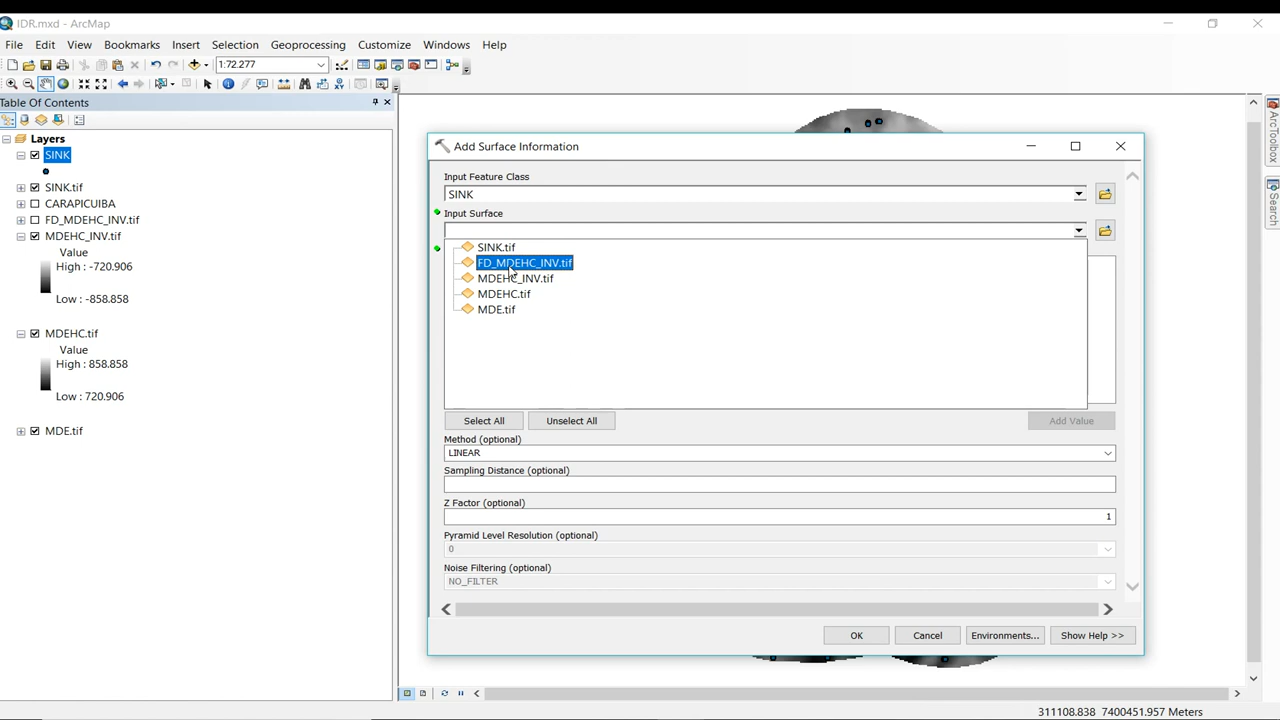 IDR.mxd - ArcMap
File Edit View Bookmarks Insert Selection Geoprocessing Customize Windows Help
1:72.277
Table Of Contents
Layers
SINK
SINK.tif
CARAPICUIBA
FD_MDEHC_INV.tif
MDEHC_INV.tif
Value
High : -720.906
Low : -858.858
MDEHC.tif
Value
High : 858.858
Low : 720.906
MDE.tif
Add Surface Information
Input Feature Class
SINK
Input Surface
SINK.tif
FD_MDEHC_INV.tif
MDEHC_INV.tif
MDEHC.tif
MDE.tif
Select All Unselect All Add Value
Method (optional)
LINEAR
Sampling Distance (optional)
Z Factor (optional)
1
Pyramid Level Resolution (optional)
0
Noise Filtering (optional)
NO_FILTER
OK Cancel Environments... Show Help >>
ArcToolbox
Search
311108.838 7400451.957 Meters